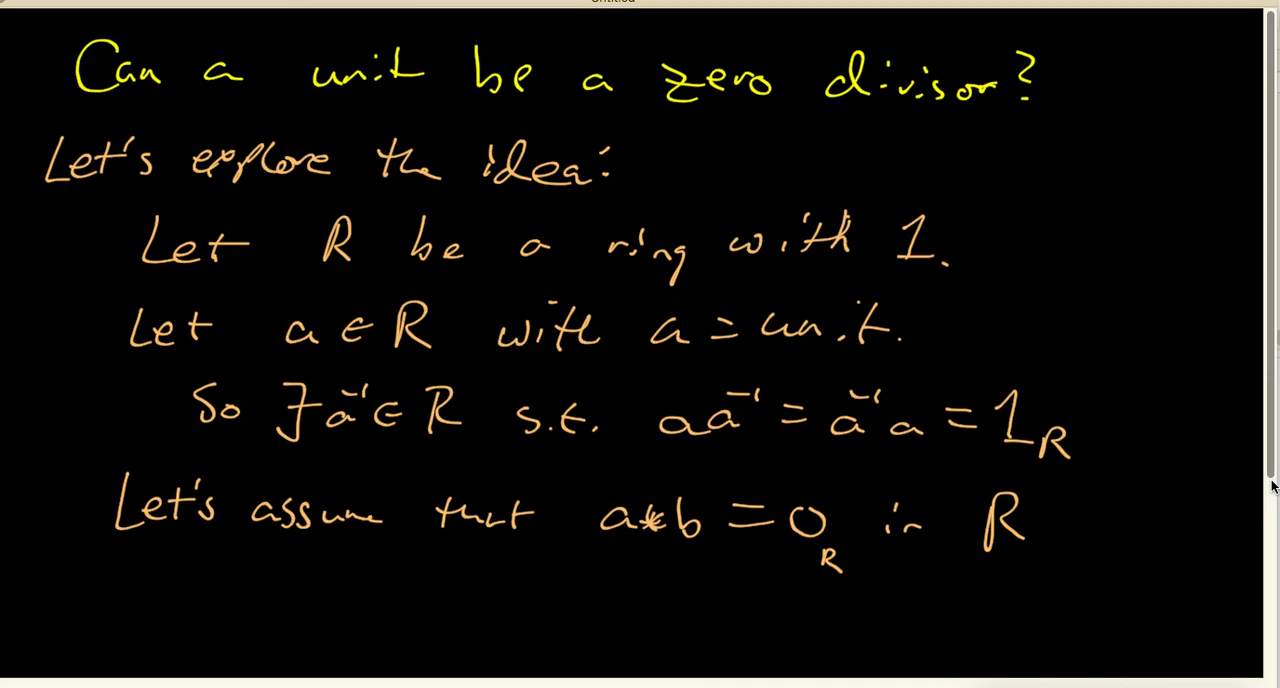 Can a unit be a zero divisor?
Let's explore the idea:
Let R be a ring with 1.
Let a ∈ R with a = unit.
So ∃ a⁻¹ ∈ R s.t. aa⁻¹ = a⁻¹a = 1_R
Let's assume that a*b = 0_R in R